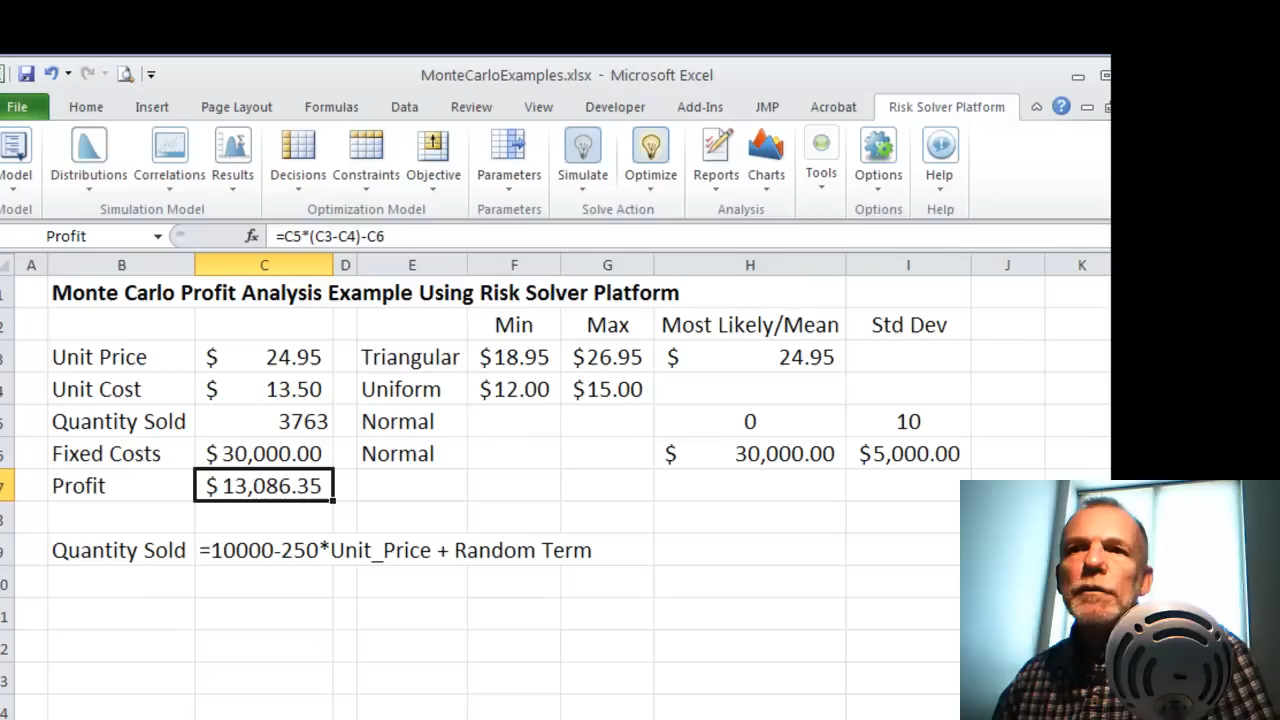 MonteCarloExamples.xlsx - Microsoft Excel
File Home Insert Page Layout Formulas Data Review View Developer Add-Ins JMP Acrobat Risk Solver Platform
Distributions Correlations Results Decisions Constraints Objective Parameters Simulate Optimize Reports Charts Tools Options Help
Simulation Model Optimization Model Parameters Solve Action Analysis Options Help
Profit fx =C5*(C3-C4)-C6
A B C D E F G H I J K
1 Monte Carlo Profit Analysis Example Using Risk Solver Platform
Min Max Most Likely/Mean Std Dev
Unit Price $ 24.95 Triangular $18.95 $26.95 $ 24.95
Unit Cost $ 13.50 Uniform $12.00 $15.00
Quantity Sold 3763 Normal 0 10
Fixed Costs $ 30,000.00 Normal $ 30,000.00 $5,000.00
Profit $ 13,086.35
Quantity Sold =10000-250*Unit_Price + Random Term